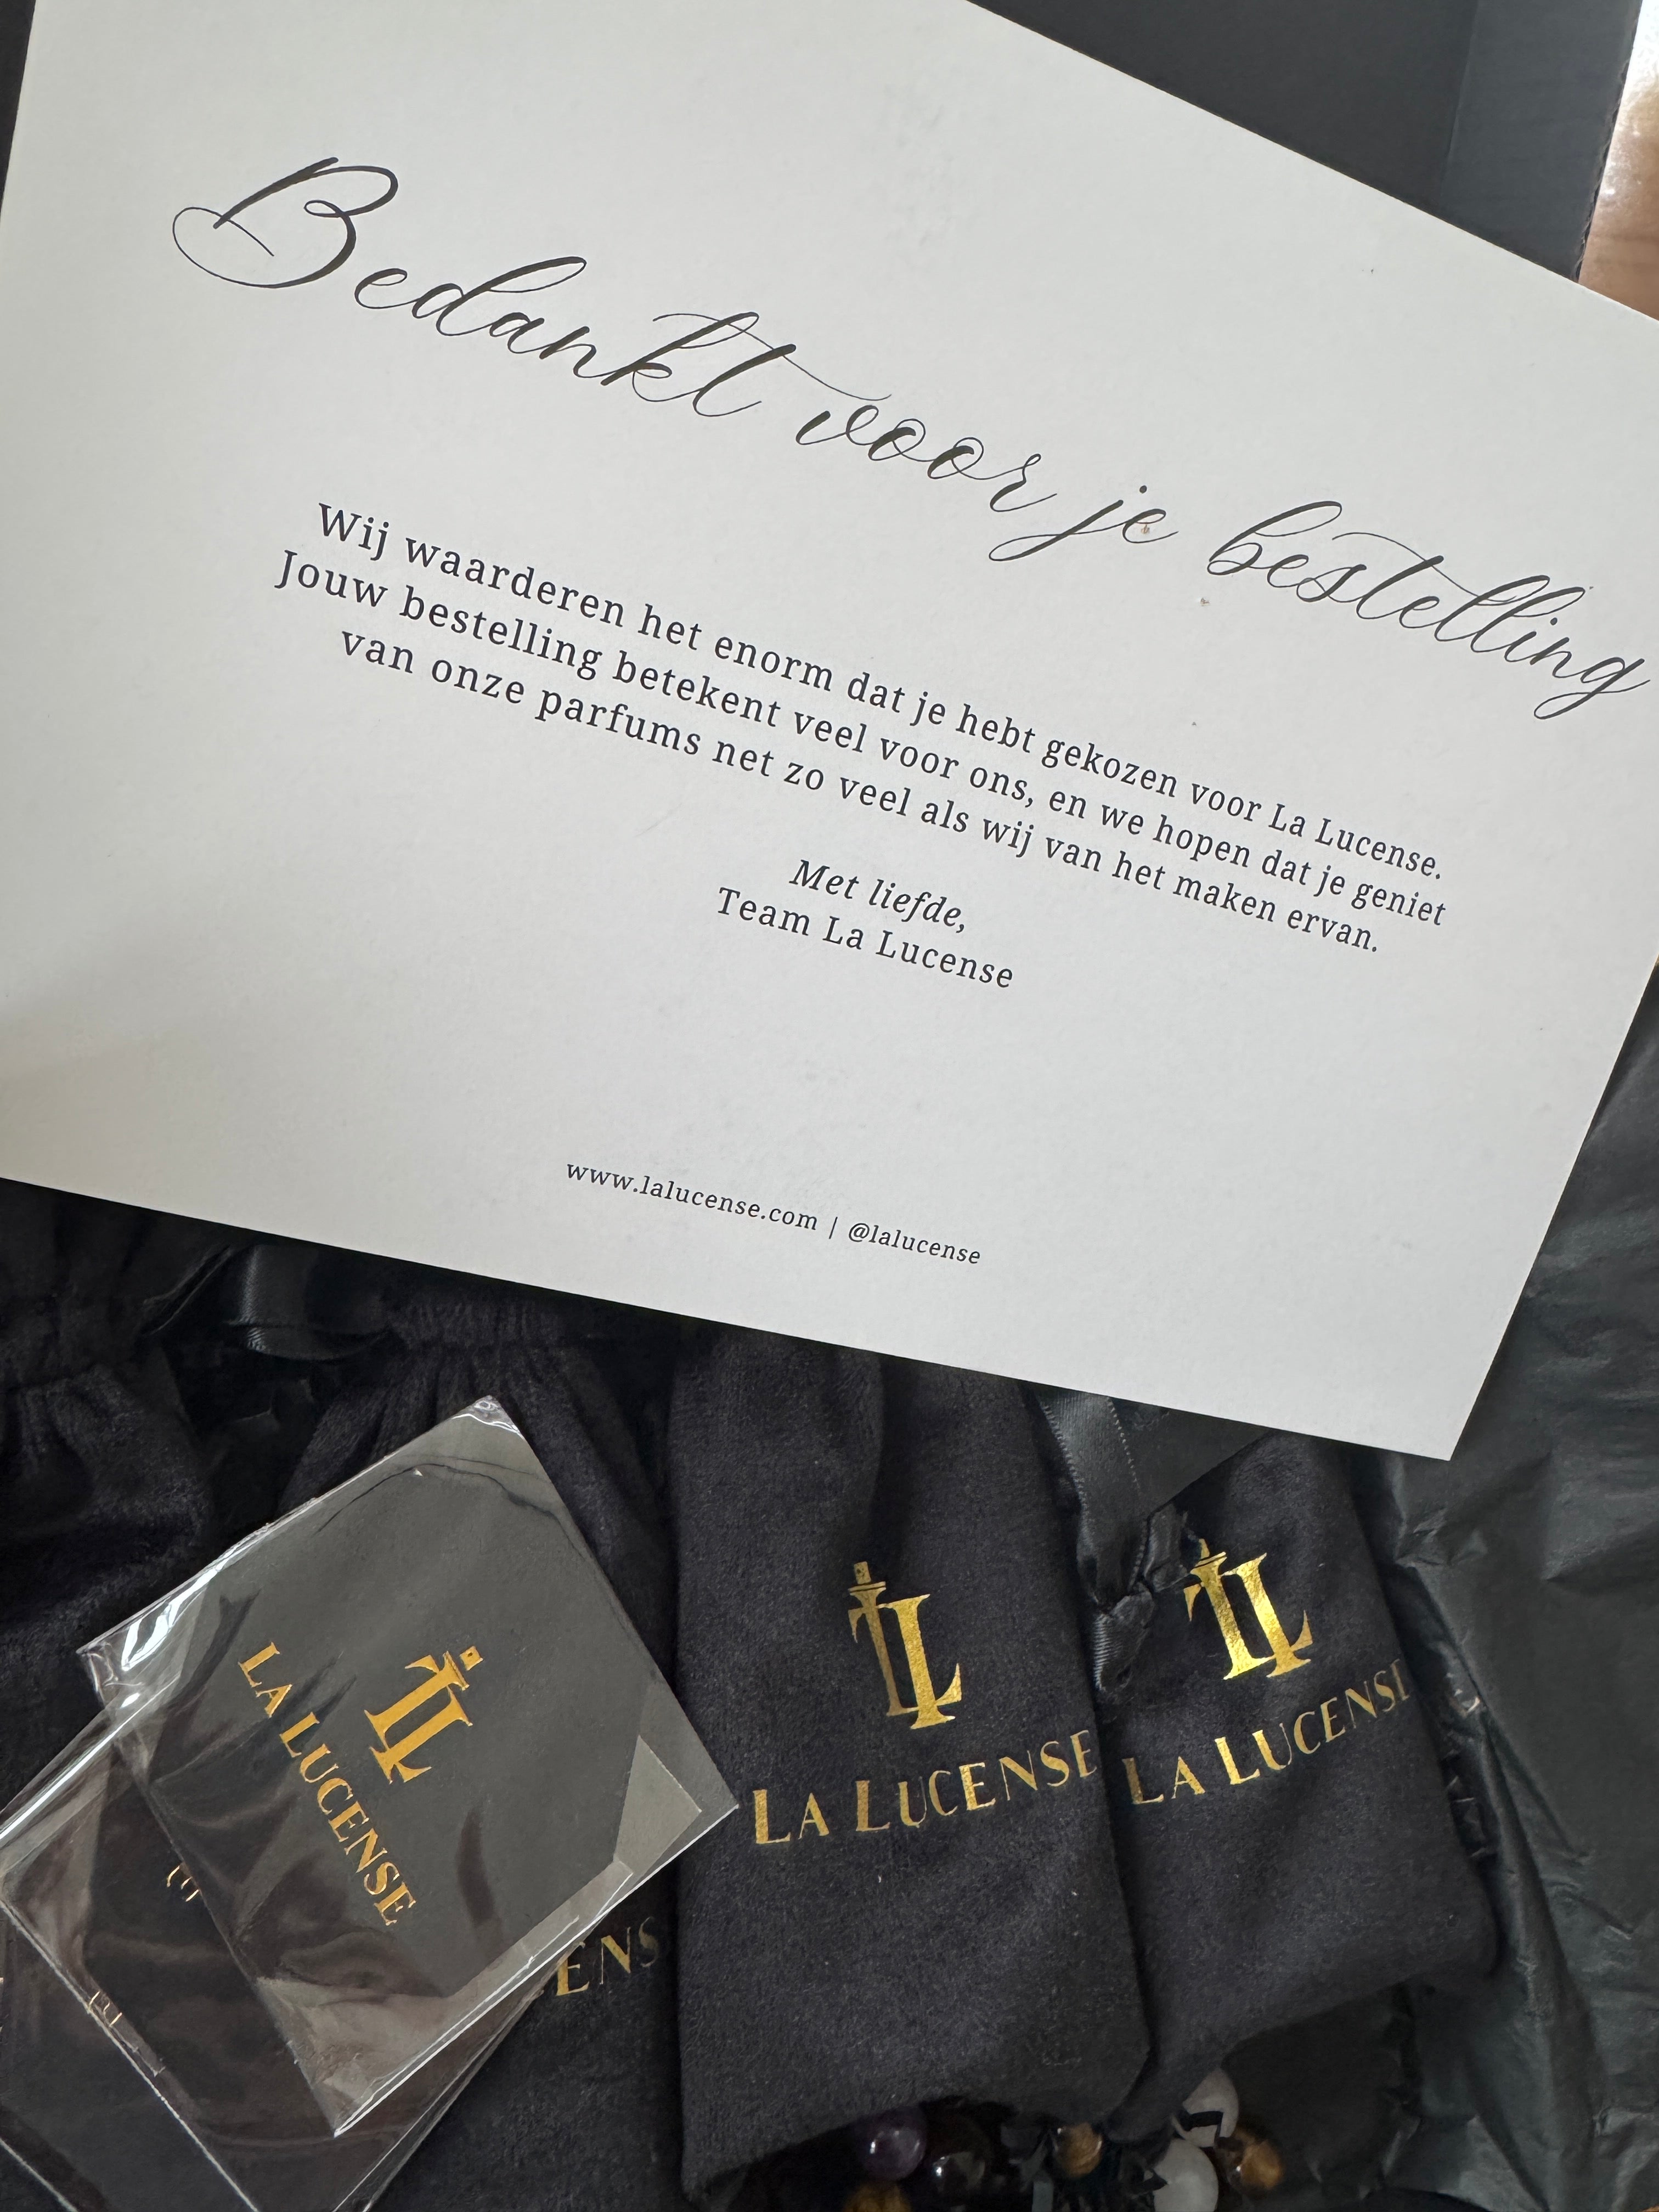 Bedankt voor je bestelling
Wij waarderen het enorm dat je hebt gekozen voor La Lucense.
Jouw bestelling betekent veel voor ons, en we hopen dat je geniet
van onze parfums net zo veel als wij van het maken ervan.
Met liefde,
Team La Lucense
www.lalucense.com | @lalucense
LA LUCENSE
LA LUCENSE
LA LUCENSE
ENS